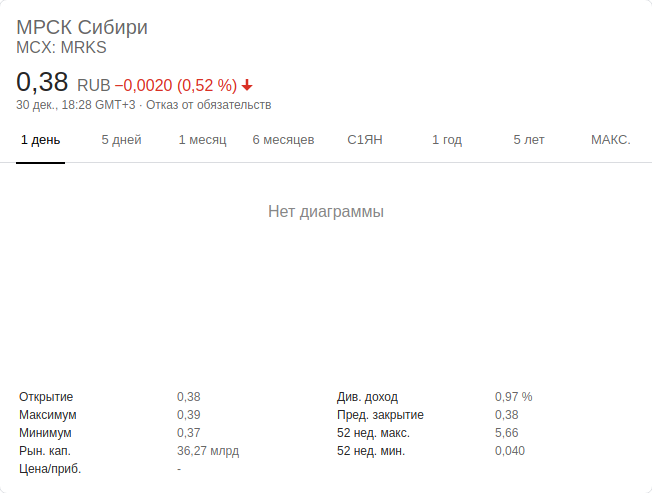 МРСК Сибири
MCX: MRKS
0,38 RUB −0,0020 (0,52 %)
30 дек., 18:28 GMT+3 · Отказ от обязательств
1 день 5 дней 1 месяц 6 месяцев С1ЯН 1 год 5 лет МАКС.
Нет диаграммы
Открытие 0,38 Див. доход 0,97 %
Максимум 0,39 Пред. закрытие 0,38
Минимум 0,37 52 нед. макс. 5,66
Рын. кап. 36,27 млрд 52 нед. мин. 0,040
Цена/приб. -